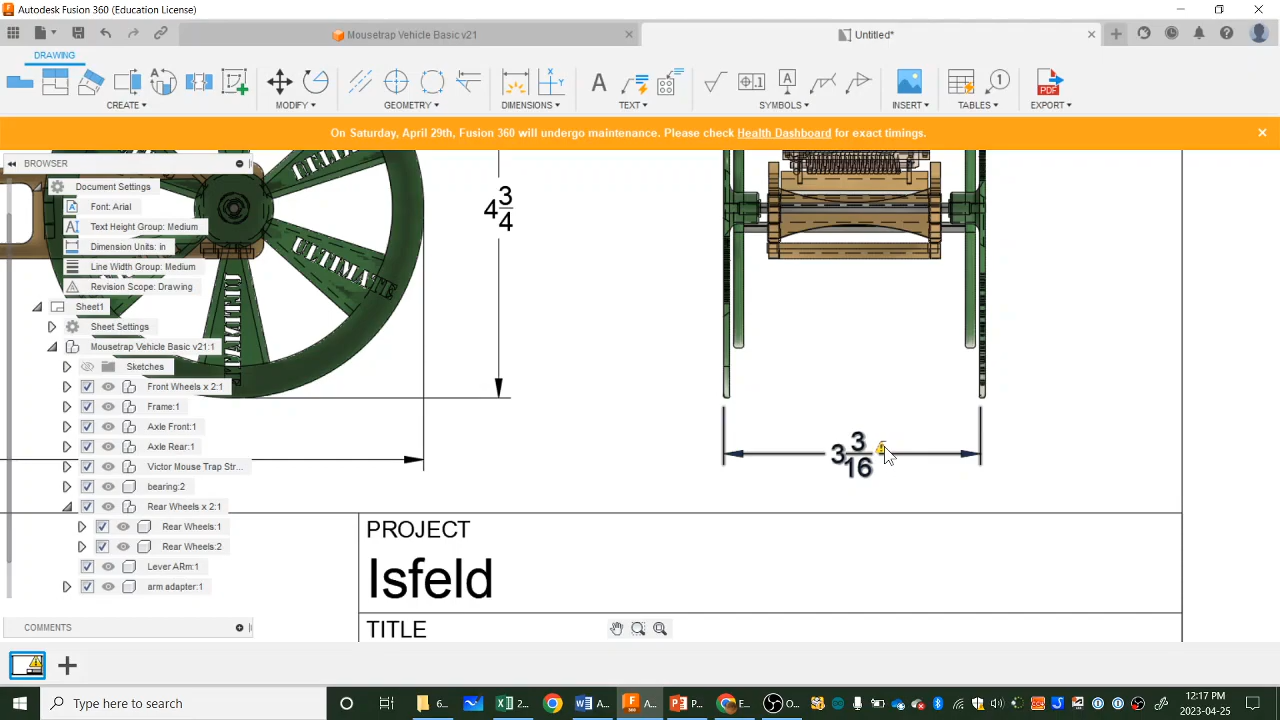 Autodesk Fusion 360 (Education License)
Mousetrap Vehicle Basic v21
Untitled*
DRAWING
CREATE
MODIFY
GEOMETRY
DIMENSIONS
TEXT
SYMBOLS
INSERT
TABLES
EXPORT
On Saturday, April 29th, Fusion 360 will undergo maintenance. Please check Health Dashboard for exact timings.
BROWSER
Document Settings
Font: Arial
Text Height Group: Medium
Dimension Units: in
Line Width Group: Medium
Revision Scope: Drawing
Sheet1
Sheet Settings
Mousetrap Vehicle Basic v21:1
Sketches
Front Wheels x 2:1
Frame:1
Axle Front:1
Axle Rear:1
Victor Mouse Trap Str...
bearing:2
Rear Wheels x 2:1
Rear Wheels:1
Rear Wheels:2
Lever ARm:1
arm adapter:1
COMMENTS
ULTIMATE
4 3/4
3 3/16
PROJECT
Isfeld
TITLE
Type here to search
6...
2...
A...
A...
P...
E...
O...
12:17 PM
2023-04-25